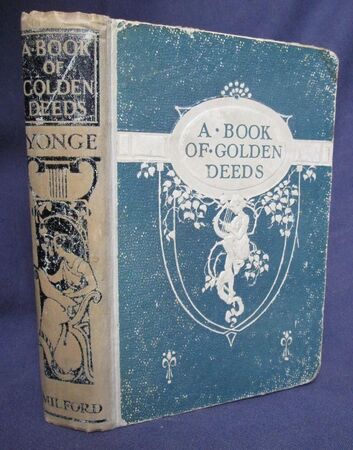 A·BOOK
OF
GOLDEN
DEEDS
YONGE
MILFORD
A·BOOK
OF·GOLDEN
DEEDS